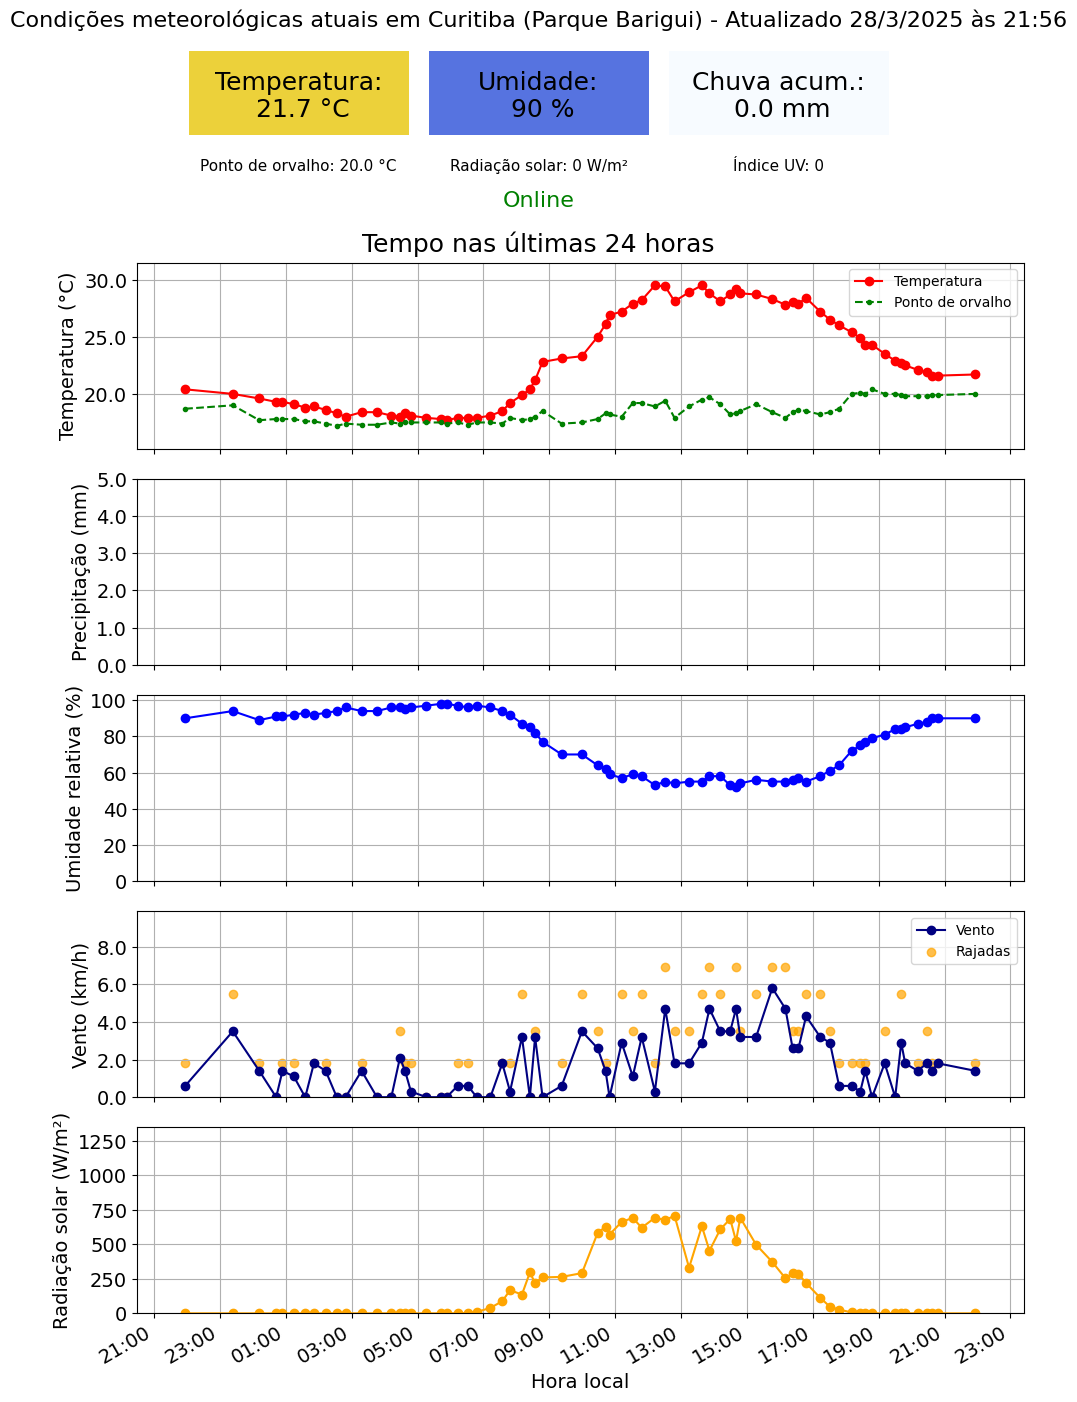 Condições meteorológicas atuais em Curitiba (Parque Barigui) - Atualizado 28/3/2025 às 21:56
Temperatura:
21.7 °C
Umidade:
90 %
Chuva acum.:
0.0 mm
Ponto de orvalho: 20.0 °C
Radiação solar: 0 W/m²
Índice UV: 0
Online
Tempo nas últimas 24 horas
Temperatura (°C)
30.0
25.0
20.0
Temperatura
Ponto de orvalho
Precipitação (mm)
5.0
4.0
3.0
2.0
1.0
0.0
Umidade relativa (%)
100
80
60
40
20
0
Vento (km/h)
8.0
6.0
4.0
2.0
0.0
Vento
Rajadas
Radiação solar (W/m²)
1250
1000
750
500
250
0
21:00
23:00
01:00
03:00
05:00
07:00
09:00
11:00
13:00
15:00
17:00
19:00
21:00
23:00
Hora local